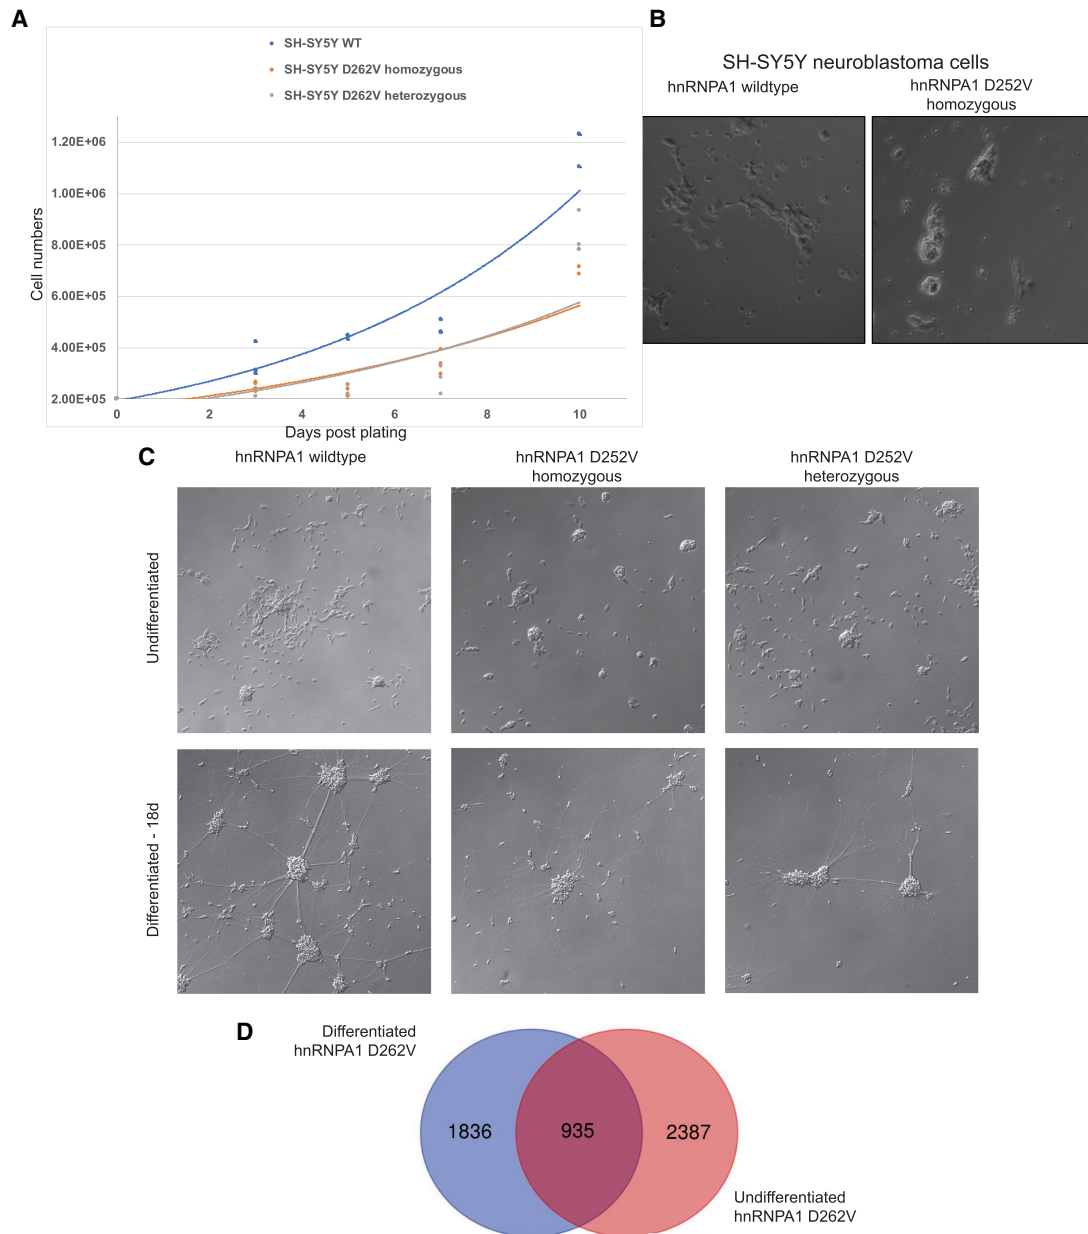 A
SH-SY5Y WT
SH-SY5Y D262V homozygous
SH-SY5Y D262V heterozygous
Cell numbers
1.20E+06
1.00E+06
8.00E+05
6.00E+05
4.00E+05
2.00E+05
0 2 4 6 8 10
Days post plating
B
SH-SY5Y neuroblastoma cells
hnRNPA1 wildtype
hnRNPA1 D252V
homozygous
C
hnRNPA1 wildtype
hnRNPA1 D252V
homozygous
hnRNPA1 D252V
heterozygous
Undifferentiated
Differentiated - 18d
D
Differentiated
hnRNPA1 D262V
1836
935
2387
Undifferentiated
hnRNPA1 D262V